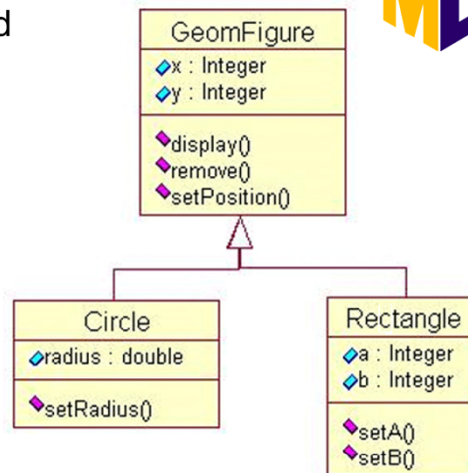 d
M
GeomFigure
x : Integer
y : Integer
display()
remove()
setPosition()
Circle
radius : double
setRadius()
Rectangle
a : Integer
b : Integer
setA()
setB()